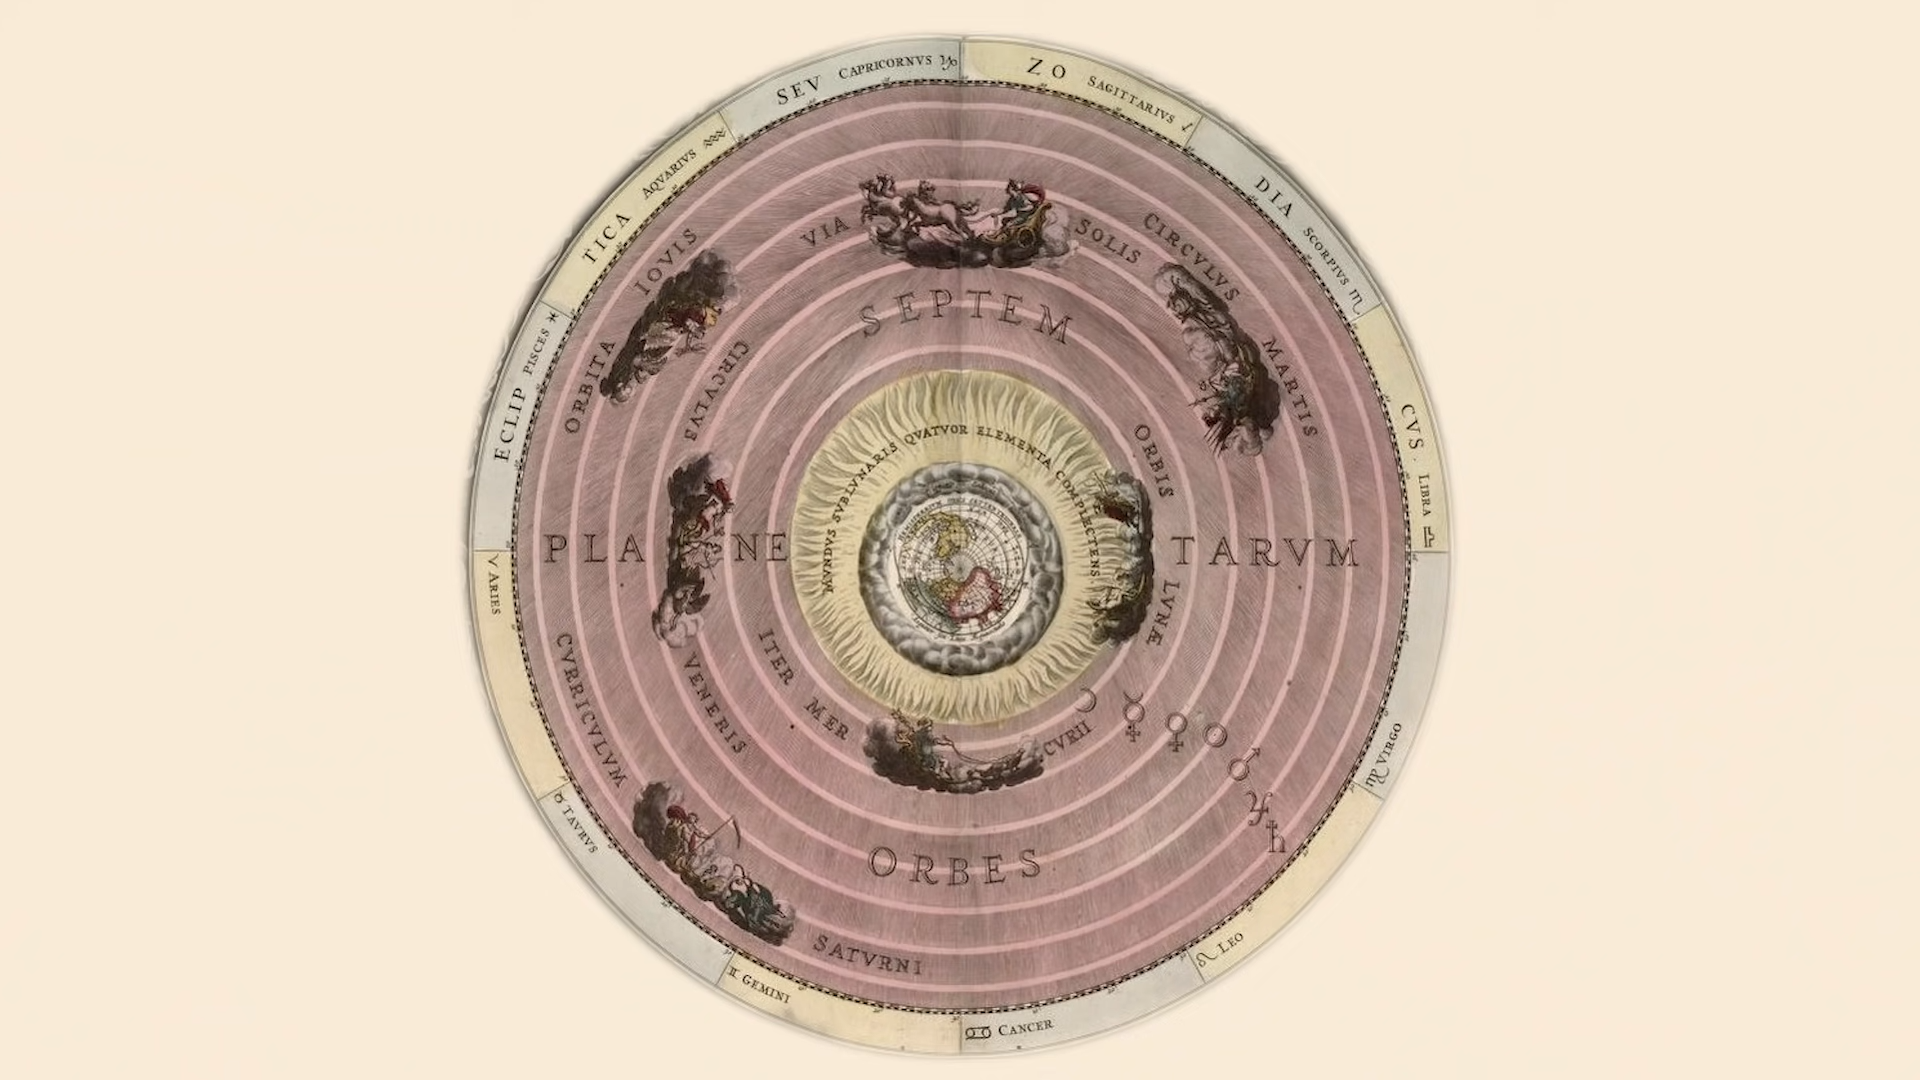 ECLIP TICA SEV ZO DIA CVS
CAPRICORNVS ♑
SAGITTARIVS ♐
SCORPIVS ♏
LIBRA ♎
♍ VIRGO
♌ LEO
♋ CANCER
♊ GEMINI
♉ TAVRVS
♈ ARIES
PISCES ♓
AQVARIVS ♒
SEPTEM
PLA NE TARVM
ORBES
VIA SOLIS
CIRCVLVS MARTIS
ORBITA IOVIS
CIRCVLVS VENERIS
ORBIS LVNÆ
ITER MER CVRII
CVRRICVLVM SATVRNI
MVNDVS SVBLVNARIS QVATVOR ELEMENTA COMPLECTENS.
☽ ☿ ♀ ☉ ♂ ♃ ♄